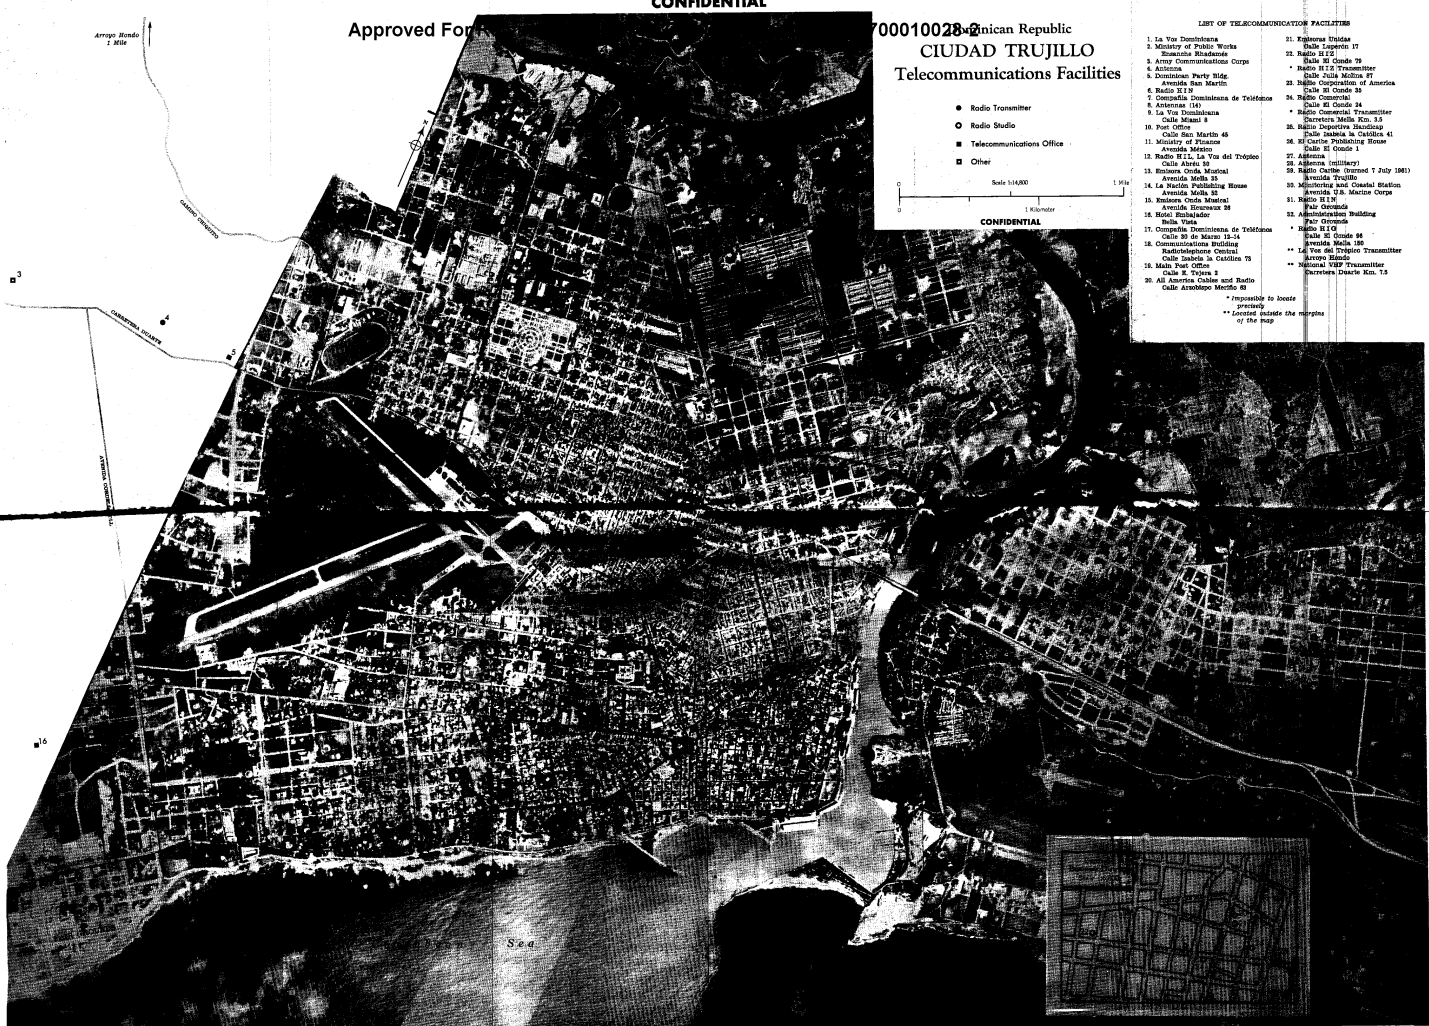 CONFIDENTIAL
Approved For
700010028-2
Dominican Republic
CIUDAD TRUJILLO
Telecommunications Facilities
Radio Transmitter
Radio Studio
Telecommunications Office
Other
Scale 1:14,800
0 1 Mile
0 1 Kilometer
CONFIDENTIAL
LIST OF TELECOMMUNICATION FACILITIES
1. La Voz Dominicana
2. Ministry of Public Works
Ensanche Rhadamés
3. Army Communications Corps
4. Antenna
5. Dominican Party Bldg.
Avenida San Martín
6. Radio H I N
7. Compañía Dominicana de Teléfonos
8. Antennas (14)
9. La Voz Dominicana
Calle Miami 8
10. Post Office
Calle San Martín 45
11. Ministry of Finance
Avenida México
12. Radio H I L, La Voz del Trópico
Calle Abréu 30
13. Emisora Onda Musical
Avenida Mella 35
14. La Nación Publishing House
Avenida Mella 52
15. Emisora Onda Musical
Avenida Heureaux 26
16. Hotel Embajador
Bella Vista
17. Compañía Dominicana de Teléfonos
Calle 30 de Marzo 12-14
18. Communications Building
Radiotelephone Central
Calle Isabela la Católica 73
19. Main Post Office
Calle E. Tejera 2
20. All America Cables and Radio
Calle Arzobispo Meriño 63
21. Emisoras Unidas
Calle Luperón 17
22. Radio H I Z
Calle El Conde 79
* Radio H I Z Transmitter
Calle Julia Molina 87
23. Radio Corporation of America
Calle El Conde 35
24. Radio Comercial
Calle El Conde 24
* Radio Comercial Transmitter
Carretera Mella Km. 3.5
25. Radio Deportiva Handicap
Calle Isabela la Católica 41
26. El Caribe Publishing House
Calle El Conde 1
27. Antenna
28. Antenna (military)
29. Radio Caribe (burned 7 July 1961)
Avenida Trujillo
30. Monitoring and Coastal Station
Avenida U.S. Marine Corps
31. Radio H I N
Fair Grounds
32. Administration Building
Fair Grounds
* Radio H I G
Calle El Conde 96
Avenida Mella 150
** La Voz del Trópico Transmitter
Arroyo Hondo
** National VHF Transmitter
Carretera Duarte Km. 7.5
* Impossible to locate
precisely
** Located outside the margins
of the map
Arroyo Hondo
1 Mile
CAMINO CHIQUITO
3
4
CARRETERA DUARTE
5
16
Sea